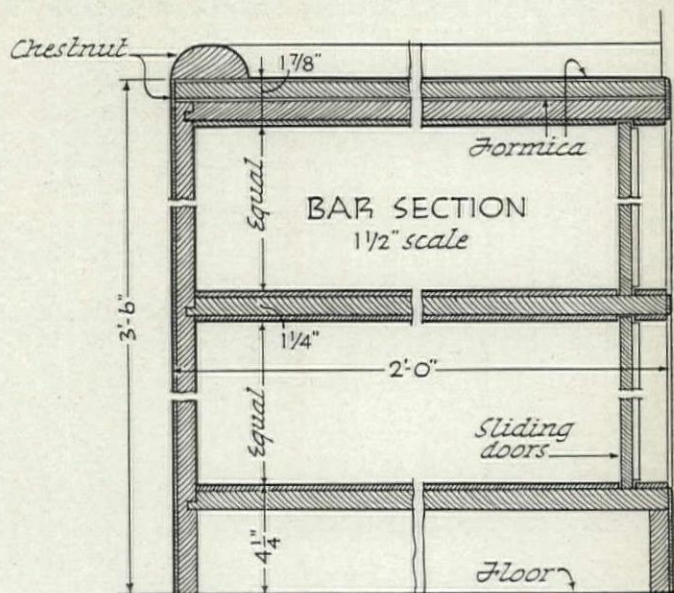 Chestnut
1 7/8"
Formica
Equal
BAR SECTION
1 1/2" scale
3'-6"
1 1/4"
2'-0"
Equal
Sliding
doors
4 1/4"
Floor